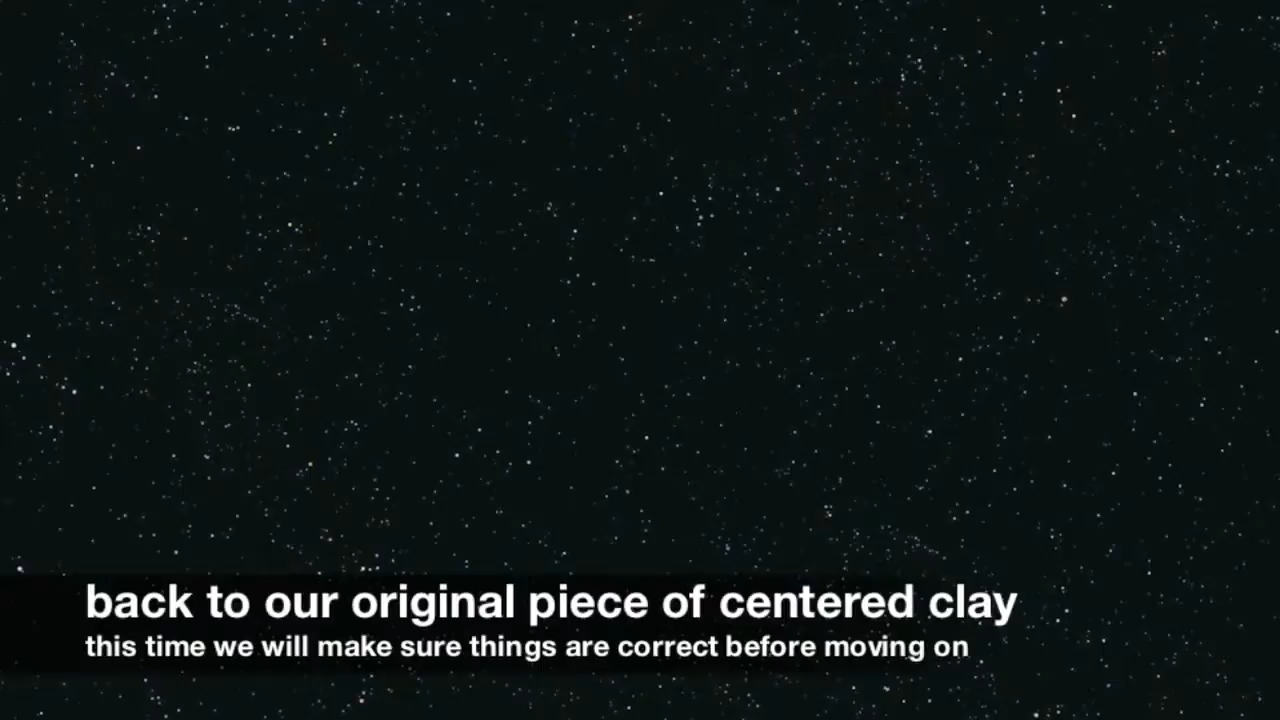 back to our original piece of centered clay
this time we will make sure things are correct before moving on